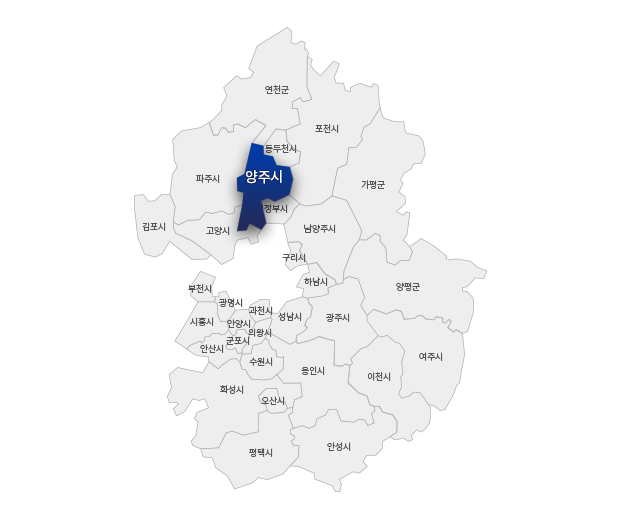 연천군
포천시
동두천시
양주시
파주시
가평군
정부시
김포시
고양시
남양주시
구리시
하남시
양평군
부천시
광명시
과천시
성남시
광주시
시흥시
안양시
의왕시
군포시
안산시
수원시
여주시
용인시
이천시
화성시
오산시
안성시
평택시